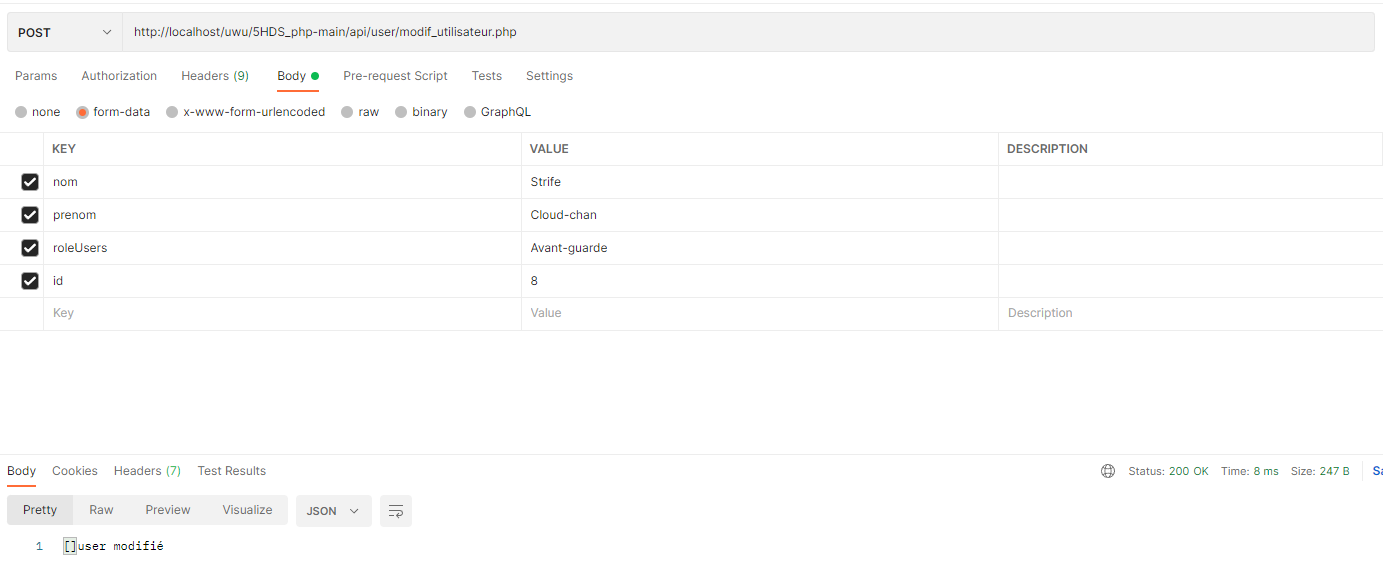 POST http://localhost/uwu/5HDS_php-main/api/user/modif_utilisateur.php
Params Authorization Headers (9) Body Pre-request Script Tests Settings
none form-data x-www-form-urlencoded raw binary GraphQL
KEY VALUE DESCRIPTION
nom Strife
prenom Cloud-chan
roleUsers Avant-guarde
id 8
Key Value Description
Body Cookies Headers (7) Test Results Status: 200 OK Time: 8 ms Size: 247 B Sa
Pretty Raw Preview Visualize JSON
1 []user modifié